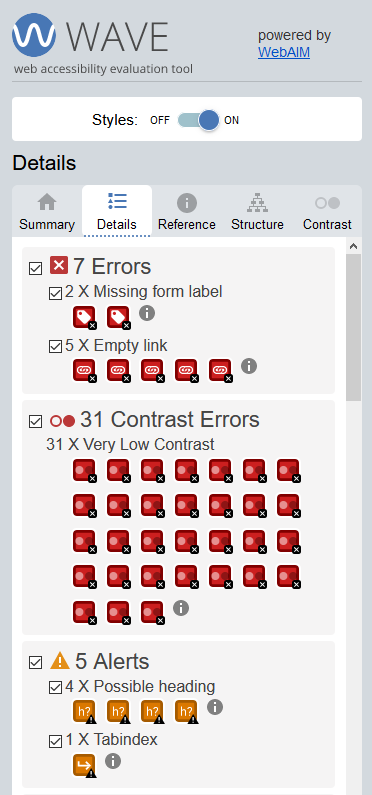 WAVE
powered by
WebAIM
web accessibility evaluation tool
Styles: OFF ON
Details
Summary Details Reference Structure Contrast
7 Errors
2 X Missing form label
5 X Empty link
31 Contrast Errors
31 X Very Low Contrast
5 Alerts
4 X Possible heading
h? h? h? h?
1 X Tabindex